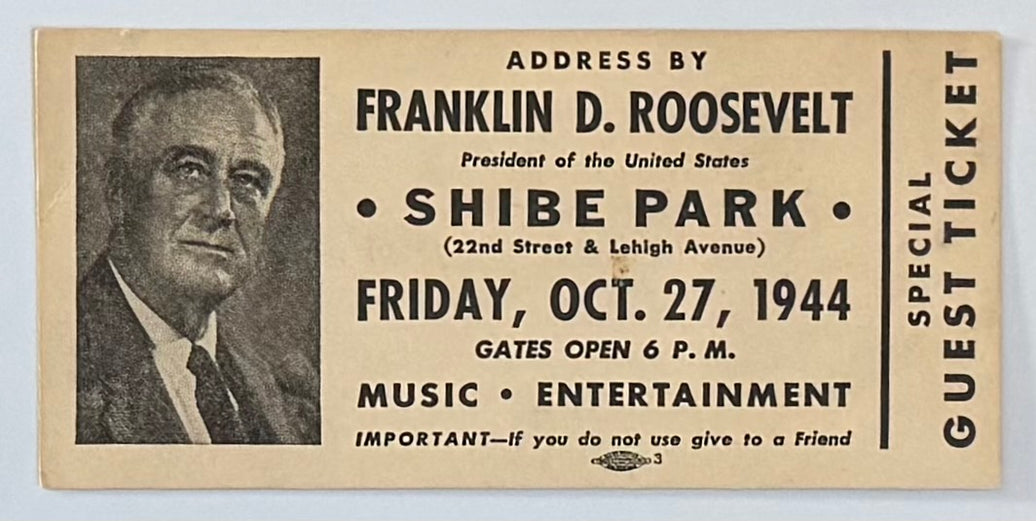 ADDRESS BY
FRANKLIN D. ROOSEVELT
President of the United States
• SHIBE PARK •
(22nd Street & Lehigh Avenue)
FRIDAY, OCT. 27, 1944
GATES OPEN 6 P. M.
MUSIC • ENTERTAINMENT
IMPORTANT—If you do not use give to a Friend
3
SPECIAL
GUEST TICKET